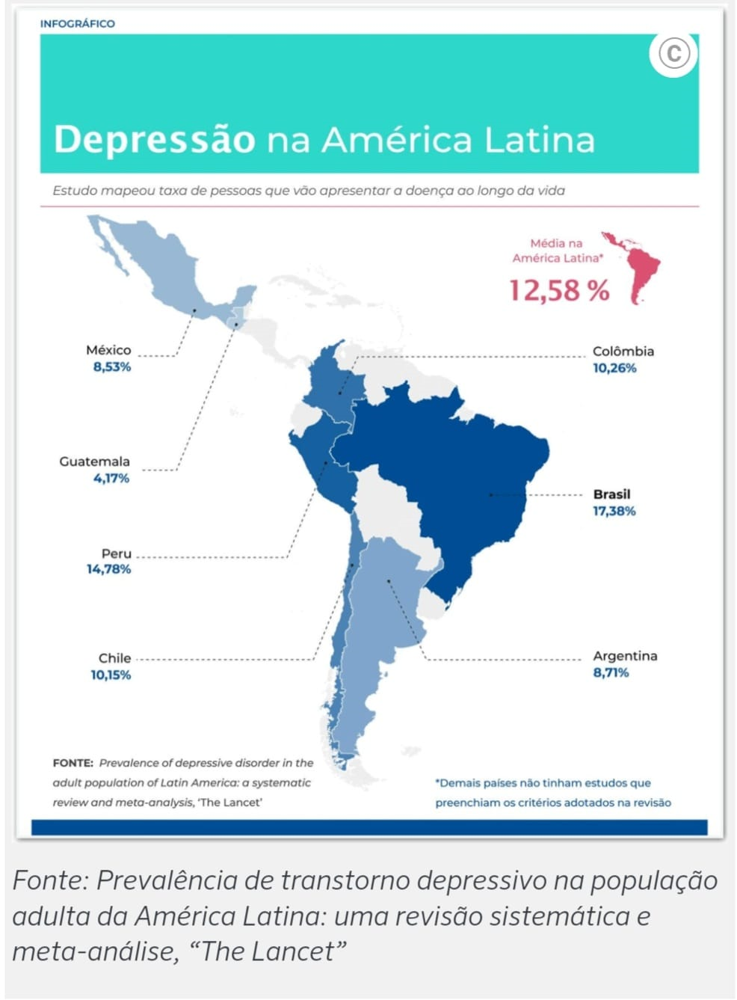 INFOGRÁFICO
©
Depressão na América Latina
Estudo mapeou taxa de pessoas que vão apresentar a doença ao longo da vida
Média na
América Latina*
12,58 %
México
8,53%
Colômbia
10,26%
Guatemala
4,17%
Brasil
17,38%
Peru
14,78%
Chile
10,15%
Argentina
8,71%
FONTE: Prevalence of depressive disorder in the
adult population of Latin America: a systematic
review and meta-analysis, ‘The Lancet’
*Demais países não tinham estudos que
preenchiam os critérios adotados na revisão
Fonte: Prevalência de transtorno depressivo na população
adulta da América Latina: uma revisão sistemática e
meta-análise, “The Lancet”